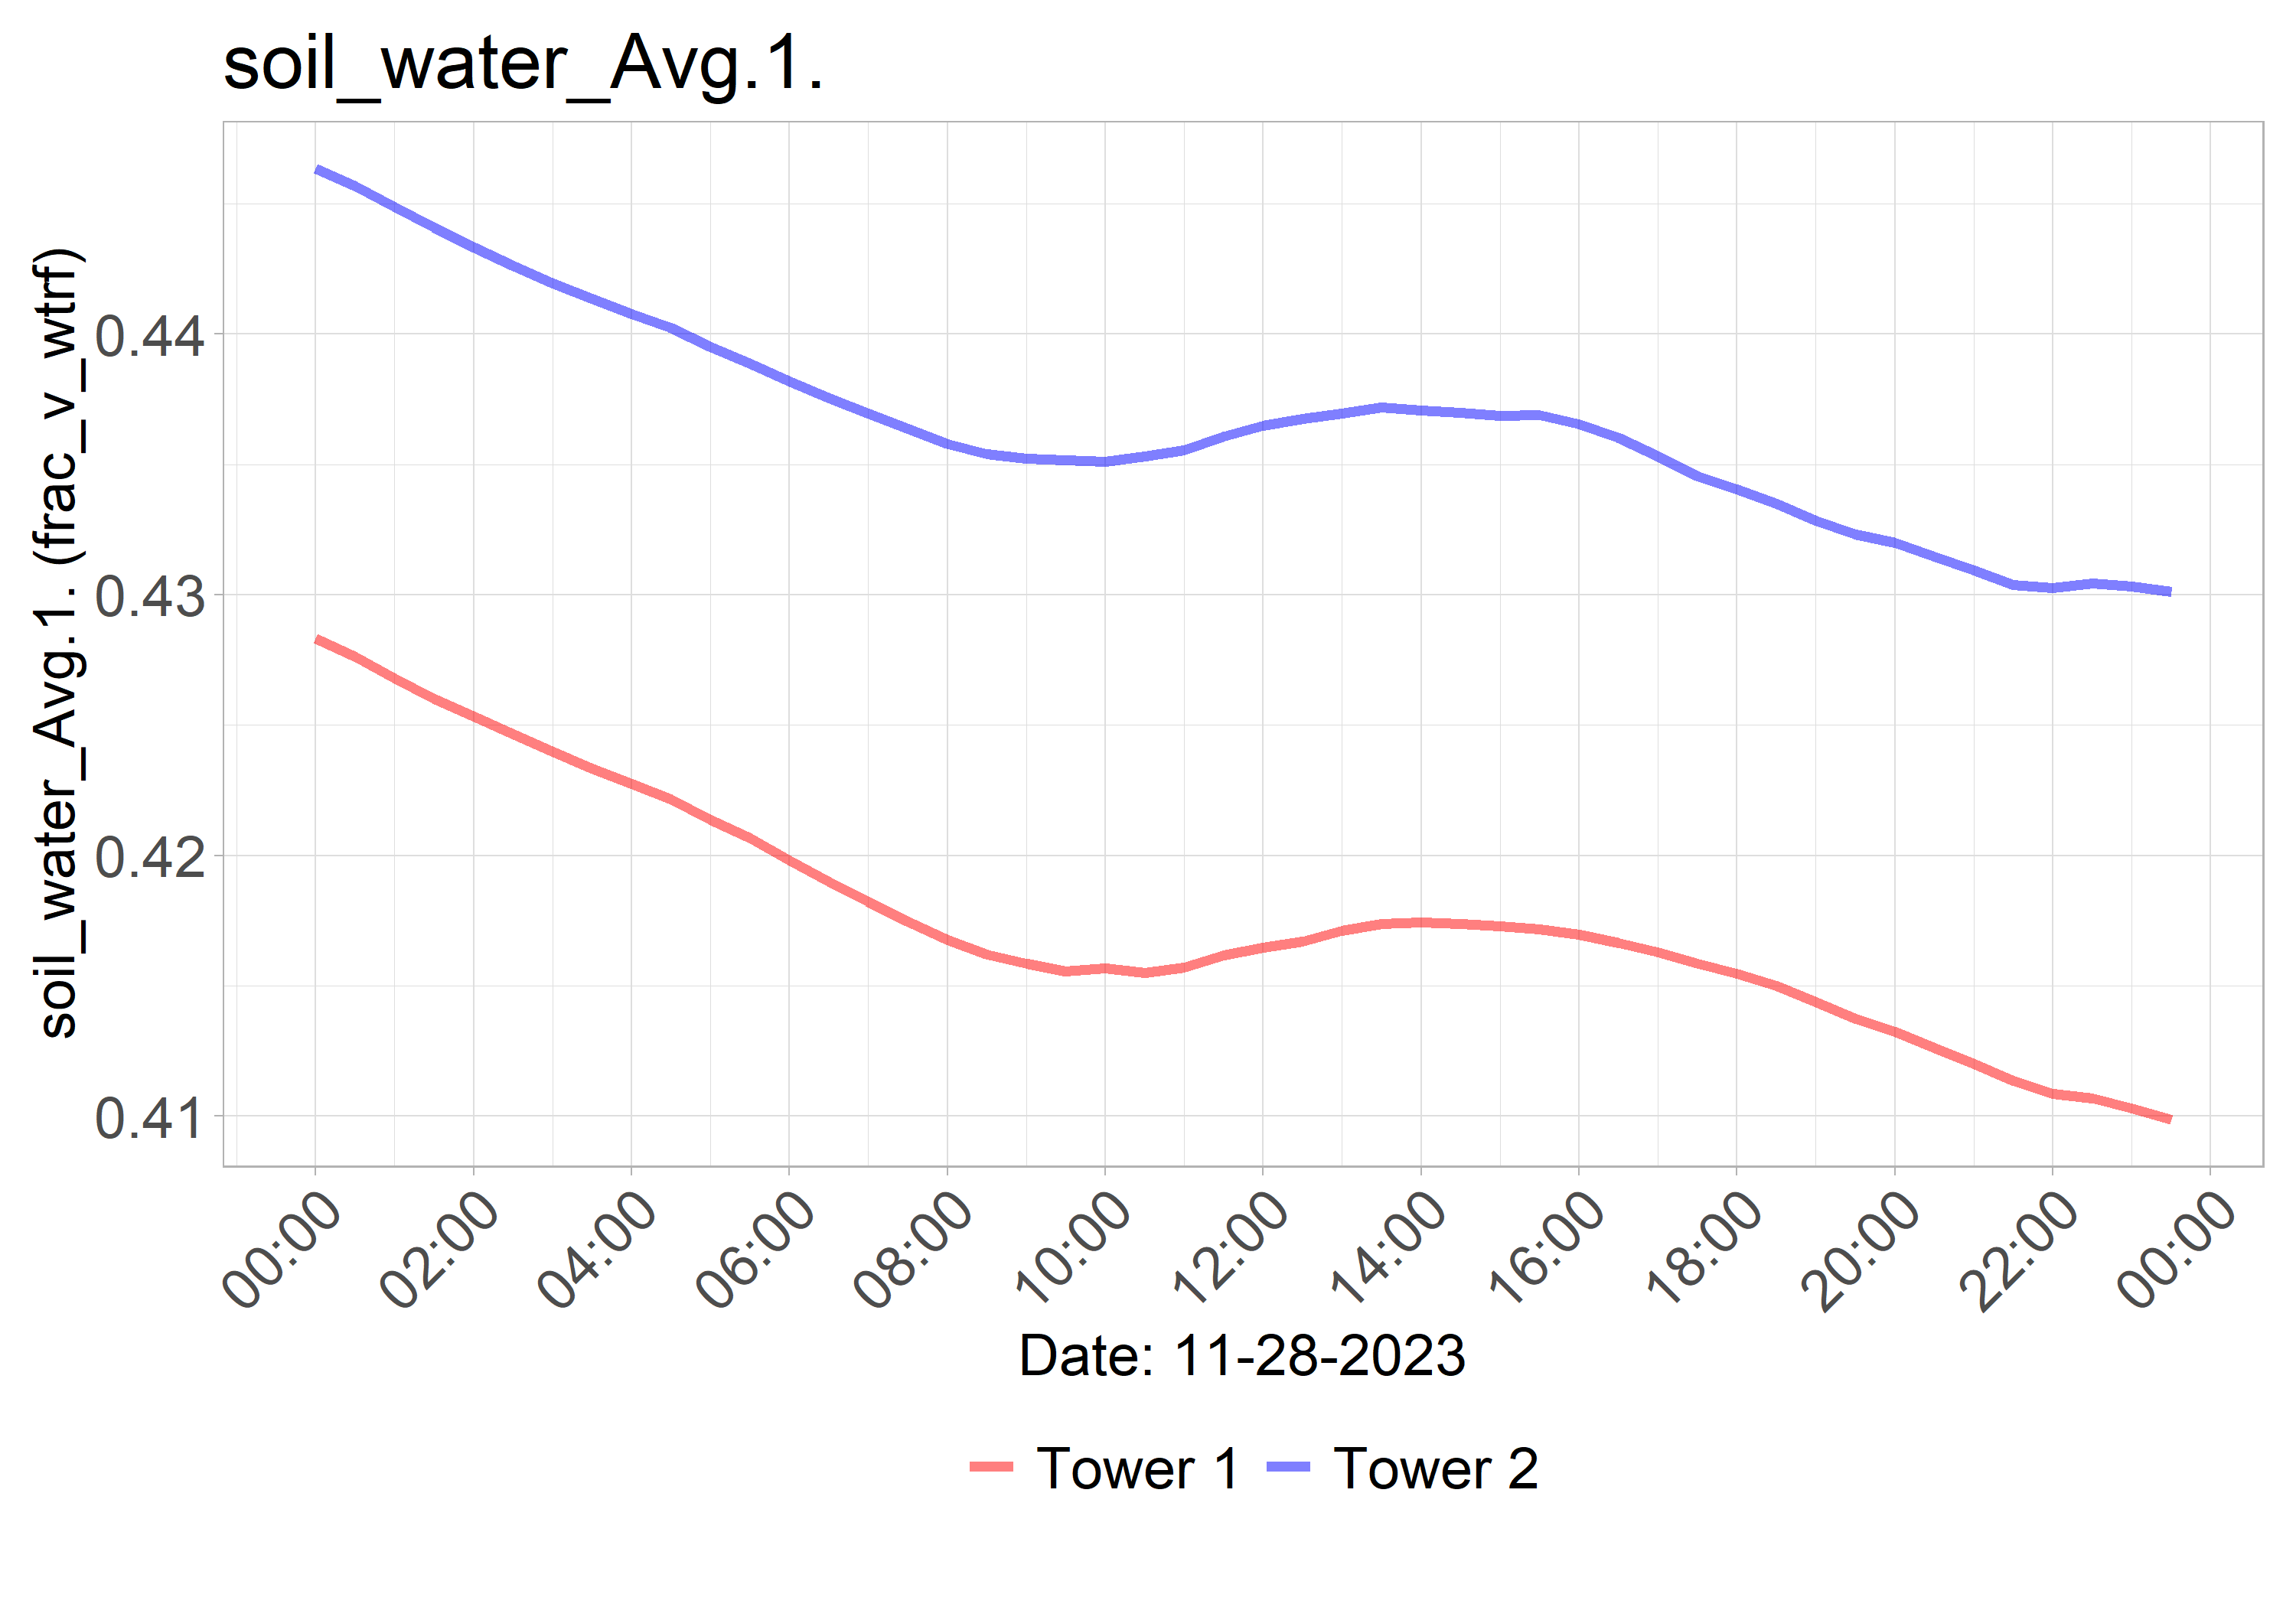 soil_water_Avg.1.
soil_water_Avg.1. (frac_v_wtrf)
0.44
0.43
0.42
0.41
00:00 02:00 04:00 06:00 08:00 10:00 12:00 14:00 16:00 18:00 20:00 22:00 00:00
Date: 11-28-2023
Tower 1 Tower 2